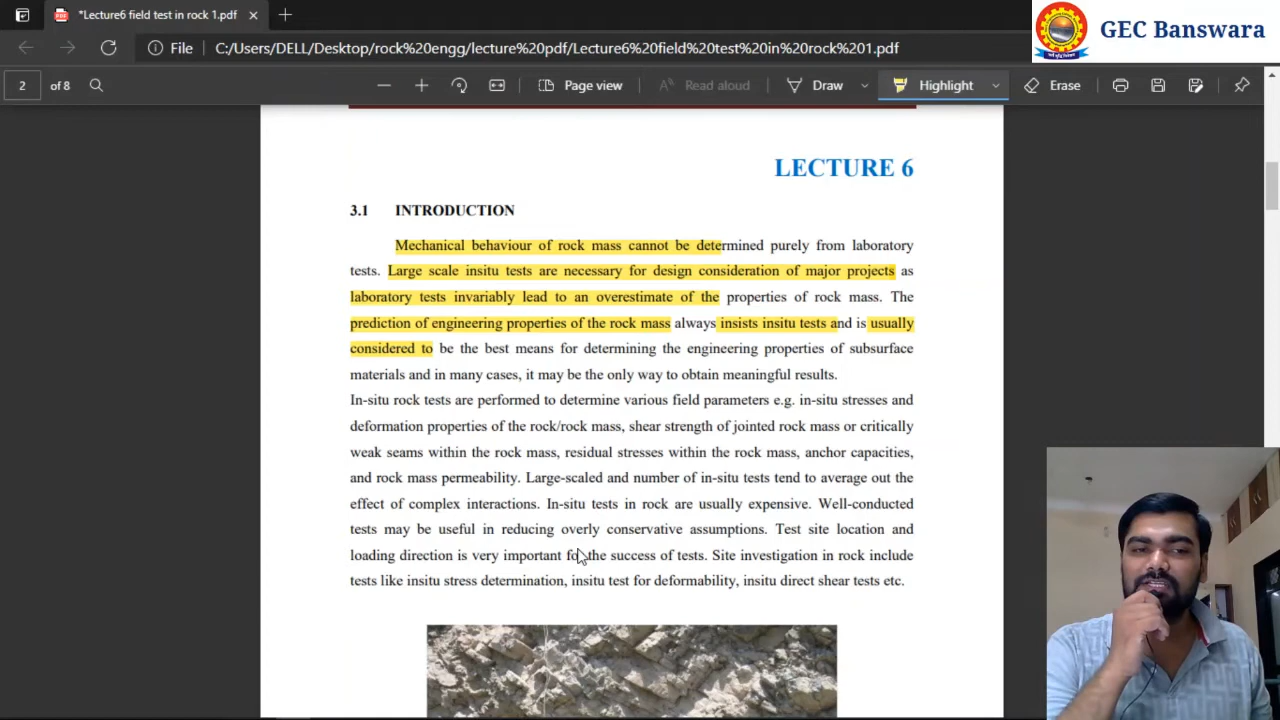 *Lecture6 field test in rock 1.pdf
GEC Banswara
File C:/Users/DELL/Desktop/rock%20engg/lecture%20pdf/Lecture6%20field%20test%20in%20rock%201.pdf
2 of 8 Page view Read aloud Draw Highlight Erase
LECTURE 6
3.1 INTRODUCTION
Mechanical behaviour of rock mass cannot be determined purely from laboratory
tests. Large scale insitu tests are necessary for design consideration of major projects as
laboratory tests invariably lead to an overestimate of the properties of rock mass. The
prediction of engineering properties of the rock mass always insists insitu tests and is usually
considered to be the best means for determining the engineering properties of subsurface
materials and in many cases, it may be the only way to obtain meaningful results.
In-situ rock tests are performed to determine various field parameters e.g. in-situ stresses and
deformation properties of the rock/rock mass, shear strength of jointed rock mass or critically
weak seams within the rock mass, residual stresses within the rock mass, anchor capacities,
and rock mass permeability. Large-scaled and number of in-situ tests tend to average out the
effect of complex interactions. In-situ tests in rock are usually expensive. Well-conducted
tests may be useful in reducing overly conservative assumptions. Test site location and
loading direction is very important for the success of tests. Site investigation in rock include
tests like insitu stress determination, insitu test for deformability, insitu direct shear tests etc.